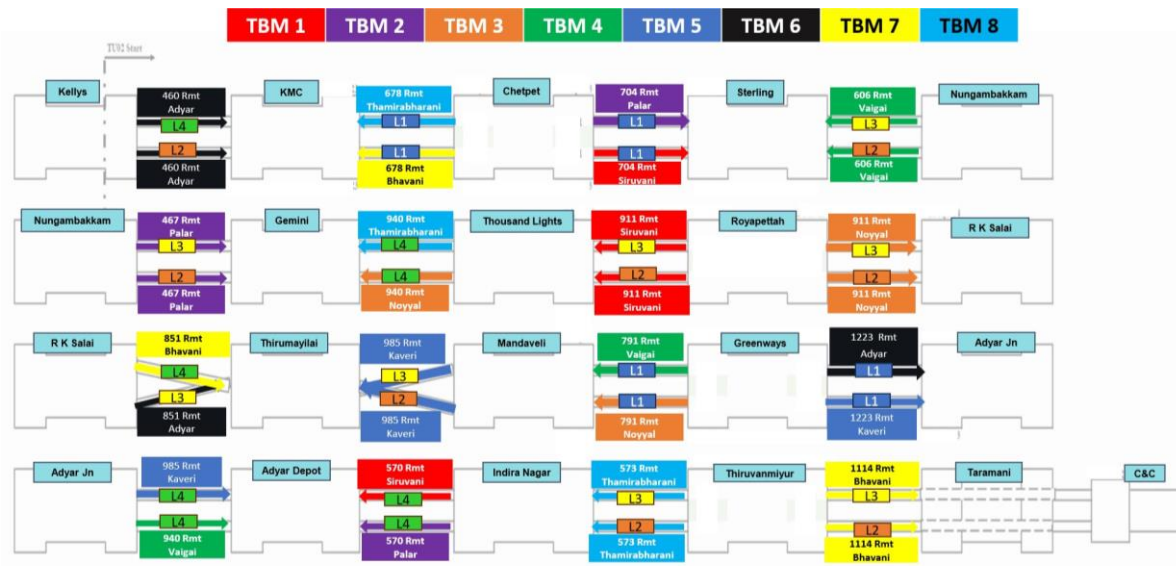 TBM 1 TBM 2 TBM 3 TBM 4 TBM 5 TBM 6 TBM 7 TBM 8
TU02 Start
Kellys
460 Rmt
Adyar
L4
L2
460 Rmt
Adyar
KMC
678 Rmt
Thamirabharani
L1
L1
678 Rmt
Bhavani
Chetpet
704 Rmt
Palar
L1
L1
704 Rmt
Siruvani
Sterling
606 Rmt
Vaigai
L3
L2
606 Rmt
Vaigai
Nungambakkam
Nungambakkam
467 Rmt
Palar
L3
L2
467 Rmt
Palar
Gemini
940 Rmt
Thamirabharani
L4
L4
940 Rmt
Noyyal
Thousand Lights
911 Rmt
Siruvani
L3
L2
911 Rmt
Siruvani
Royapettah
911 Rmt
Noyyal
L3
L2
911 Rmt
Noyyal
R K Salai
R K Salai
851 Rmt
Bhavani
L4
L3
851 Rmt
Adyar
Thirumayilai
985 Rmt
Kaveri
L3
L2
985 Rmt
Kaveri
Mandaveli
791 Rmt
Vaigai
L1
L1
791 Rmt
Noyyal
Greenways
1223 Rmt
Adyar
L1
L1
1223 Rmt
Kaveri
Adyar Jn
Adyar Jn
985 Rmt
Kaveri
L4
L4
940 Rmt
Vaigai
Adyar Depot
570 Rmt
Siruvani
L4
L4
570 Rmt
Palar
Indira Nagar
573 Rmt
Thamirabharani
L3
L2
573 Rmt
Thamirabharani
Thiruvanmiyur
1114 Rmt
Bhavani
L3
L2
1114 Rmt
Bhavani
Taramani
C&C